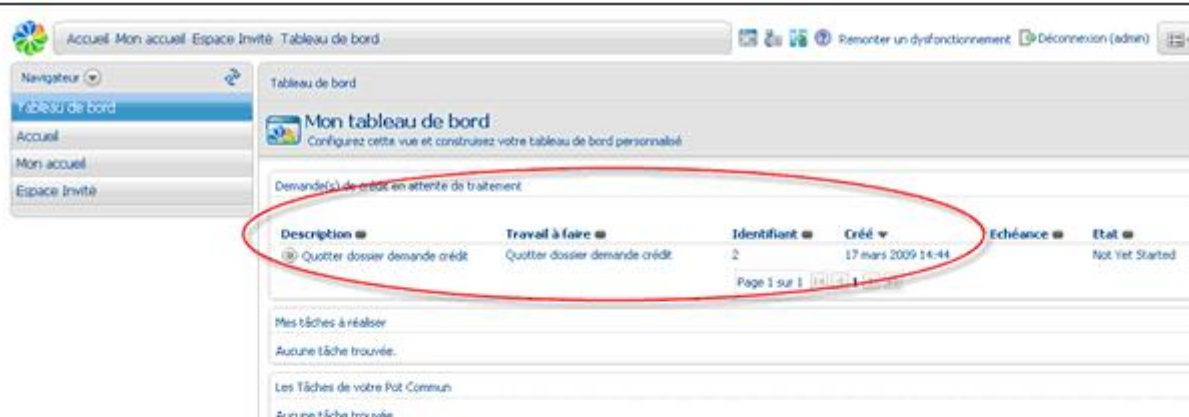 Accueil Mon accueil Espace Invité Tableau de bord
Remonter un dysfonctionnement Déconnexion (admin)
Navigateur
Tableau de bord
Tableau de bord
Accueil
Mon accueil
Espace Invité
Mon tableau de bord
Configurez cette vue et construisez votre tableau de bord personnalisé
Demande(s) de crédit en attente de traitement
Description Travail à faire Identifiant Créé Echéance Etat
Quotter dossier demande crédit Quotter dossier demande crédit 2 17 mars 2009 14:44 Not Yet Started
Page 1 sur 1 1
Mes tâches à réaliser
Aucune tâche trouvée.
Les Tâches de votre Pot Commun
Aucune tâche trouvée.